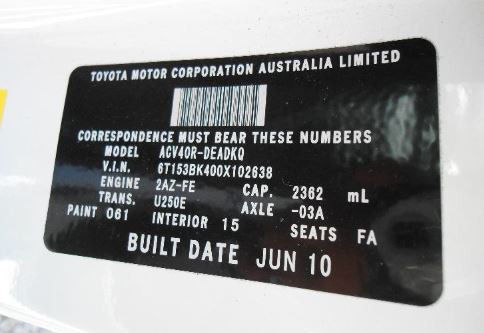 TOYOTA MOTOR CORPORATION AUSTRALIA LIMITED
CORRESPONDENCE MUST BEAR THESE NUMBERS
MODEL ACV40R-DEADKQ
V.I.N. 6T153BK400X102638
ENGINE 2AZ-FE CAP. 2362 mL
TRANS. U250E AXLE -03A
PAINT 061 INTERIOR 15 SEATS FA
BUILT DATE JUN 10